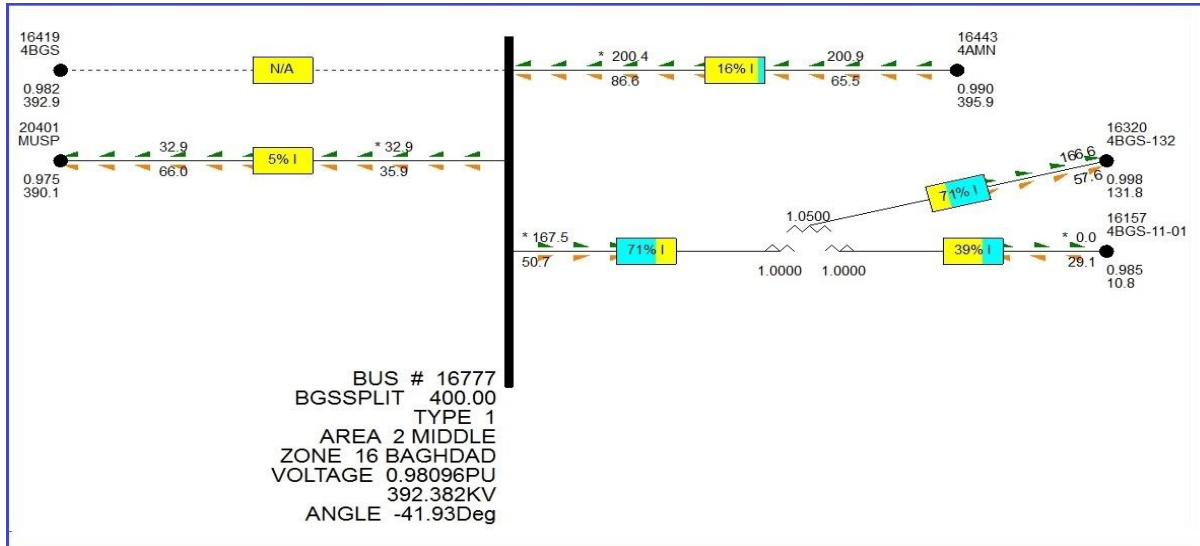 16419
4BGS
N/A
0.982
392.9
* 200.4
86.6
16% I
200.9
65.5
16443
4AMN
0.990
395.9
20401
MUSP
32.9
66.0
5% I
* 32.9
35.9
0.975
390.1
16320
4BGS-132
166.6
57.6
71% I
0.998
131.8
1.0500
16157
4BGS-11-01
* 167.5
50.7
71% I
1.0000
1.0000
39% I
* 0.0
29.1
0.985
10.8
BUS # 16777
BGSSPLIT 400.00
TYPE 1
AREA 2 MIDDLE
ZONE 16 BAGHDAD
VOLTAGE 0.98096PU
392.382KV
ANGLE -41.93Deg